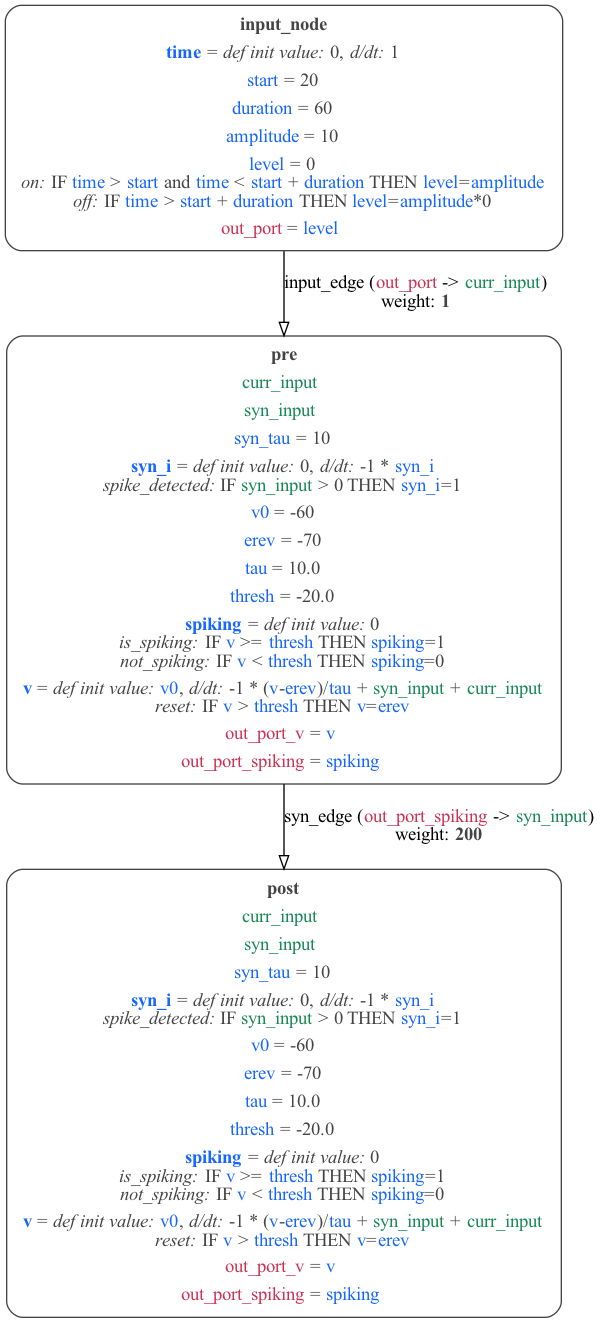 input_node
time = def init value: 0, d/dt: 1
start = 20
duration = 60
amplitude = 10
level = 0
on: IF time > start and time < start + duration THEN level=amplitude
off: IF time > start + duration THEN level=amplitude*0
out_port = level
input_edge (out_port -> curr_input)
weight: 1
pre
curr_input
syn_input
syn_tau = 10
syn_i = def init value: 0, d/dt: -1 * syn_i
spike_detected: IF syn_input > 0 THEN syn_i=1
v0 = -60
erev = -70
tau = 10.0
thresh = -20.0
spiking = def init value: 0
is_spiking: IF v >= thresh THEN spiking=1
not_spiking: IF v < thresh THEN spiking=0
v = def init value: v0, d/dt: -1 * (v-erev)/tau + syn_input + curr_input
reset: IF v > thresh THEN v=erev
out_port_v = v
out_port_spiking = spiking
syn_edge (out_port_spiking -> syn_input)
weight: 200
post
curr_input
syn_input
syn_tau = 10
syn_i = def init value: 0, d/dt: -1 * syn_i
spike_detected: IF syn_input > 0 THEN syn_i=1
v0 = -60
erev = -70
tau = 10.0
thresh = -20.0
spiking = def init value: 0
is_spiking: IF v >= thresh THEN spiking=1
not_spiking: IF v < thresh THEN spiking=0
v = def init value: v0, d/dt: -1 * (v-erev)/tau + syn_input + curr_input
reset: IF v > thresh THEN v=erev
out_port_v = v
out_port_spiking = spiking